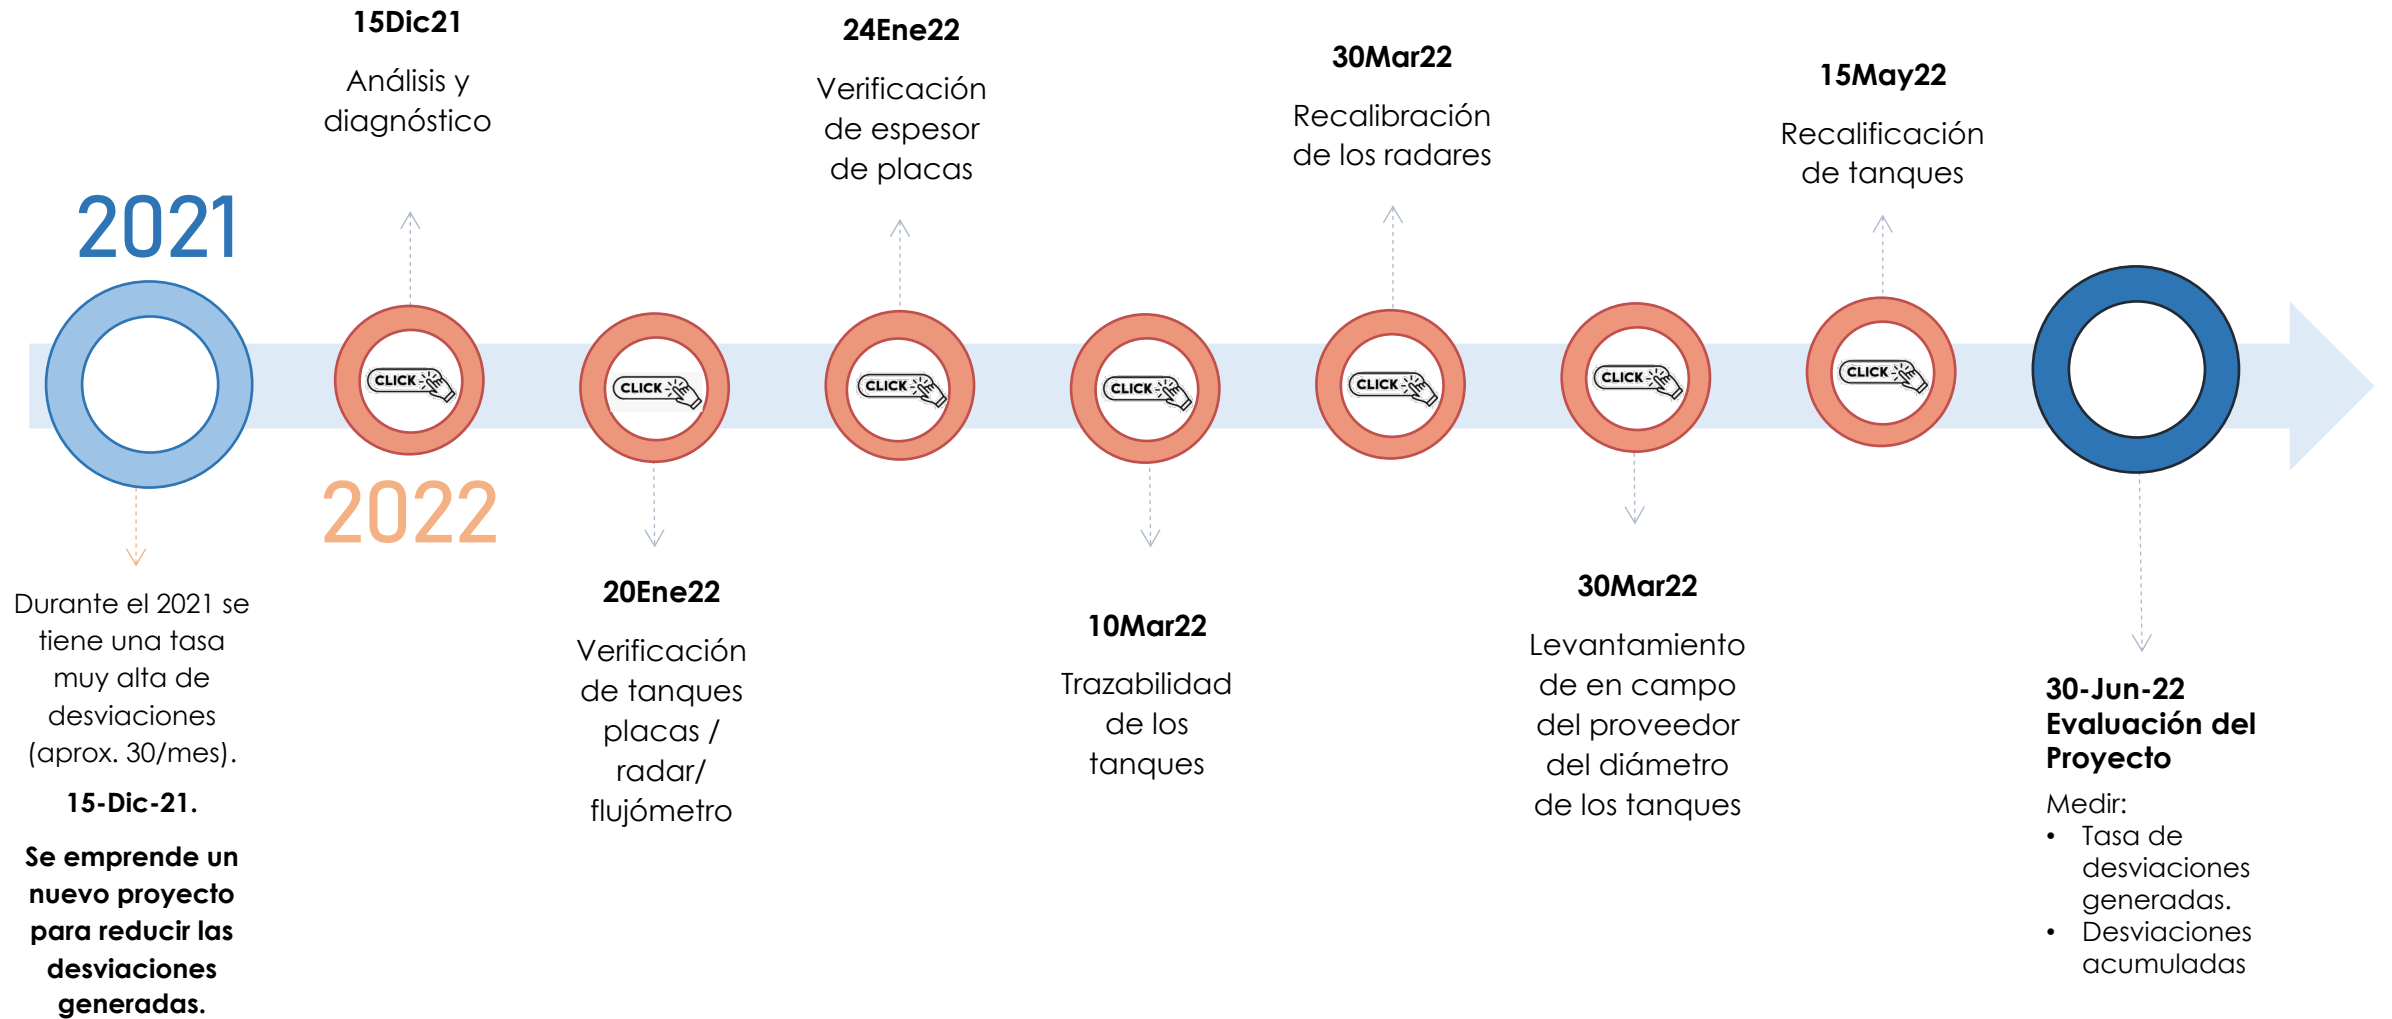 2021
Durante el 2021 se
tiene una tasa
muy alta de
desviaciones
(aprox. 30/mes).
15-Dic-21.
Se emprende un
nuevo proyecto
para reducir las
desviaciones
generadas.
15Dic21
Análisis y
diagnóstico
CLICK
2022
CLICK
20Ene22
Verificación
de tanques
placas /
radar/
flujómetro
24Ene22
Verificación
de espesor
de placas
CLICK
CLICK
10Mar22
Trazabilidad
de los
tanques
30Mar22
Recalibración
de los radares
CLICK
CLICK
30Mar22
Levantamiento
de en campo
del proveedor
del diámetro
de los tanques
15May22
Recalificación
de tanques
CLICK
30-Jun-22
Evaluación del
Proyecto
Medir:
• Tasa de
desviaciones
generadas.
• Desviaciones
acumuladas